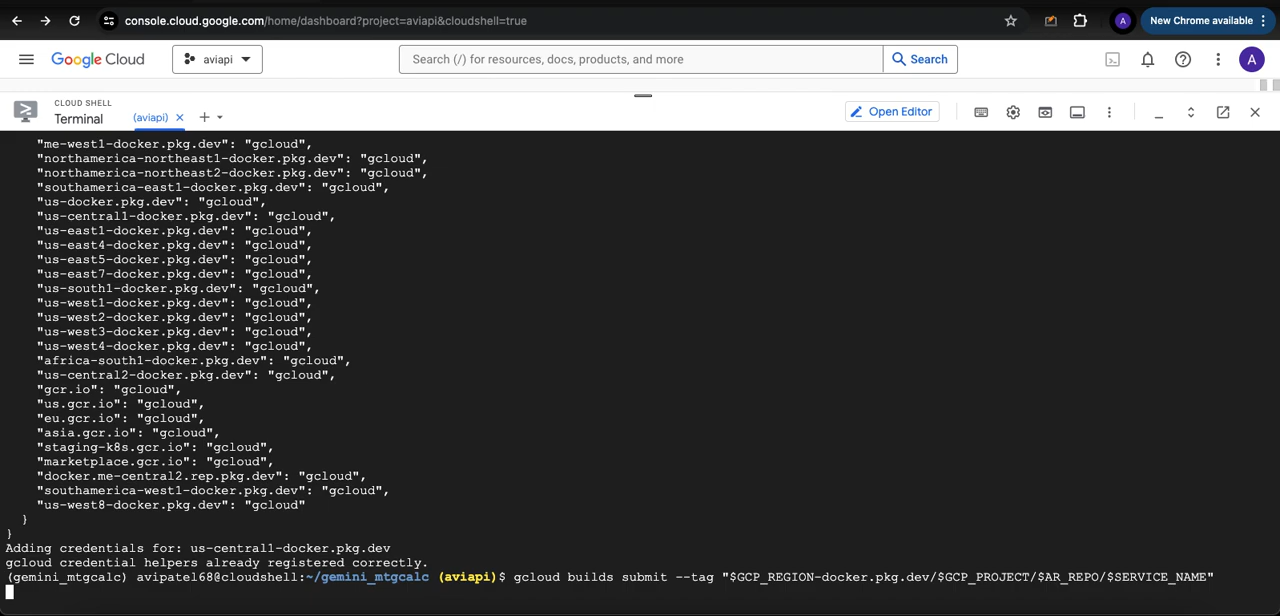 console.cloud.google.com/home/dashboard?project=aviapi&cloudshell=true
A
New Chrome available
Google Cloud
aviapi
Search (/) for resources, docs, products, and more
Search
A
CLOUD SHELL
Terminal
(aviapi)
Open Editor
"me-west1-docker.pkg.dev": "gcloud",
"northamerica-northeast1-docker.pkg.dev": "gcloud",
"northamerica-northeast2-docker.pkg.dev": "gcloud",
"southamerica-east1-docker.pkg.dev": "gcloud",
"us-docker.pkg.dev": "gcloud",
"us-central1-docker.pkg.dev": "gcloud",
"us-east1-docker.pkg.dev": "gcloud",
"us-east4-docker.pkg.dev": "gcloud",
"us-east5-docker.pkg.dev": "gcloud",
"us-east7-docker.pkg.dev": "gcloud",
"us-south1-docker.pkg.dev": "gcloud",
"us-west1-docker.pkg.dev": "gcloud",
"us-west2-docker.pkg.dev": "gcloud",
"us-west3-docker.pkg.dev": "gcloud",
"us-west4-docker.pkg.dev": "gcloud",
"africa-south1-docker.pkg.dev": "gcloud",
"us-central2-docker.pkg.dev": "gcloud",
"gcr.io": "gcloud",
"us.gcr.io": "gcloud",
"eu.gcr.io": "gcloud",
"asia.gcr.io": "gcloud",
"staging-k8s.gcr.io": "gcloud",
"marketplace.gcr.io": "gcloud",
"docker.me-central2.rep.pkg.dev": "gcloud",
"southamerica-west1-docker.pkg.dev": "gcloud",
"us-west8-docker.pkg.dev": "gcloud"
}
}
Adding credentials for: us-central1-docker.pkg.dev
gcloud credential helpers already registered correctly.
(gemini_mtgcalc) avipatel68@cloudshell:~/gemini_mtgcalc (aviapi)$ gcloud builds submit --tag "$GCP_REGION-docker.pkg.dev/$GCP_PROJECT/$AR_REPO/$SERVICE_NAME"